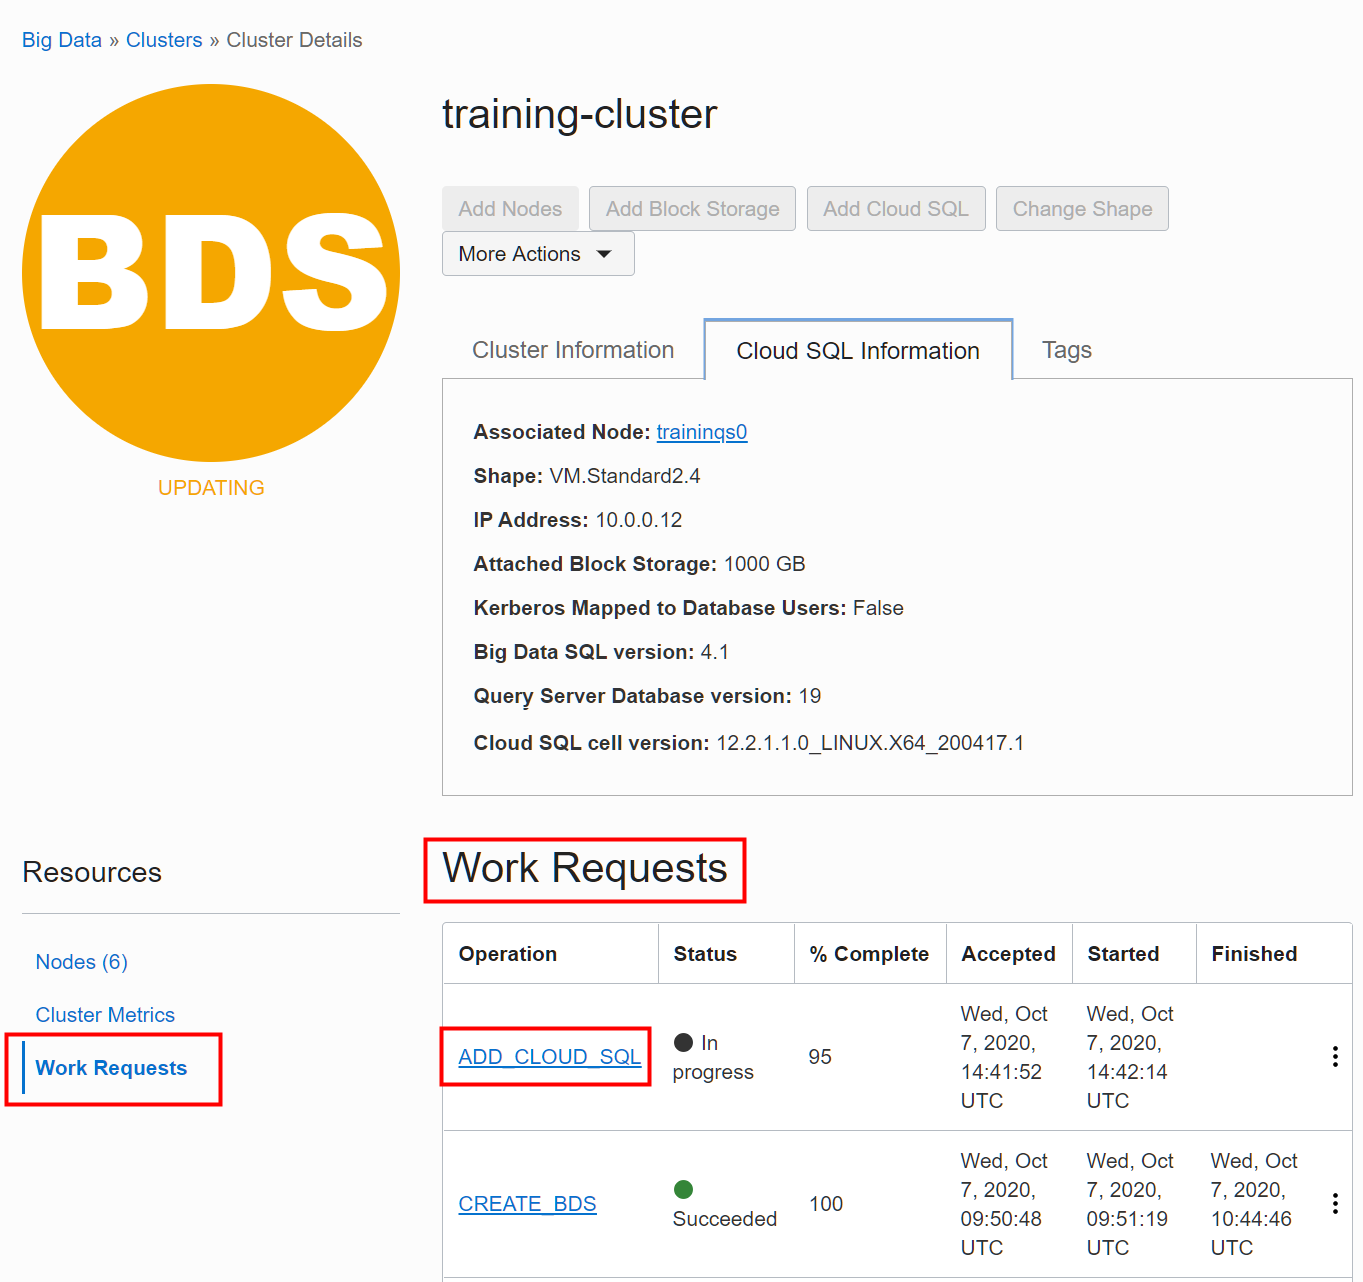 Big Data » Clusters » Cluster Details
BDS
UPDATING
training-cluster
Add Nodes
Add Block Storage
Add Cloud SQL
Change Shape
More Actions
Cluster Information
Cloud SQL Information
Tags
Associated Node: traininqs0
Shape: VM.Standard2.4
IP Address: 10.0.0.12
Attached Block Storage: 1000 GB
Kerberos Mapped to Database Users: False
Big Data SQL version: 4.1
Query Server Database version: 19
Cloud SQL cell version: 12.2.1.1.0_LINUX.X64_200417.1
Resources
Nodes (6)
Cluster Metrics
Work Requests
Work Requests
Operation Status % Complete Accepted Started Finished
ADD_CLOUD_SQL
In
progress
95
Wed, Oct
7, 2020,
14:41:52
UTC
Wed, Oct
7, 2020,
14:42:14
UTC
CREATE_BDS
Succeeded
100
Wed, Oct
7, 2020,
09:50:48
UTC
Wed, Oct
7, 2020,
09:51:19
UTC
Wed, Oct
7, 2020,
10:44:46
UTC